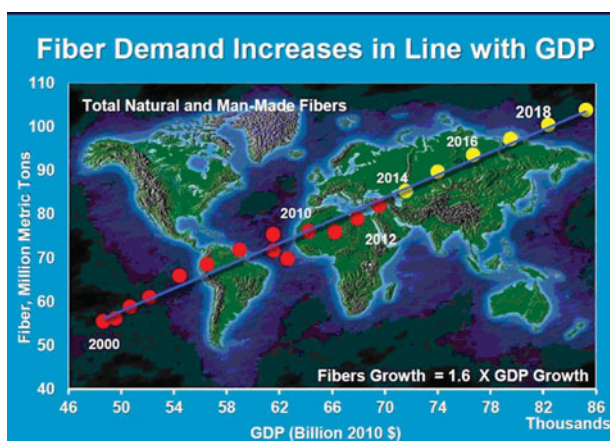 Fiber Demand Increases in Line with GDP
110
Total Natural and Man-Made Fibers
100
90
80
70
60
50
40
Fiber, Million Metric Tons
2018
2016
2014
2010
2012
2000
Fibers Growth = 1.6 X GDP Growth
46 50 54 58 62 66 70 74 78 82 86
Thousands
GDP (Billion 2010 $)